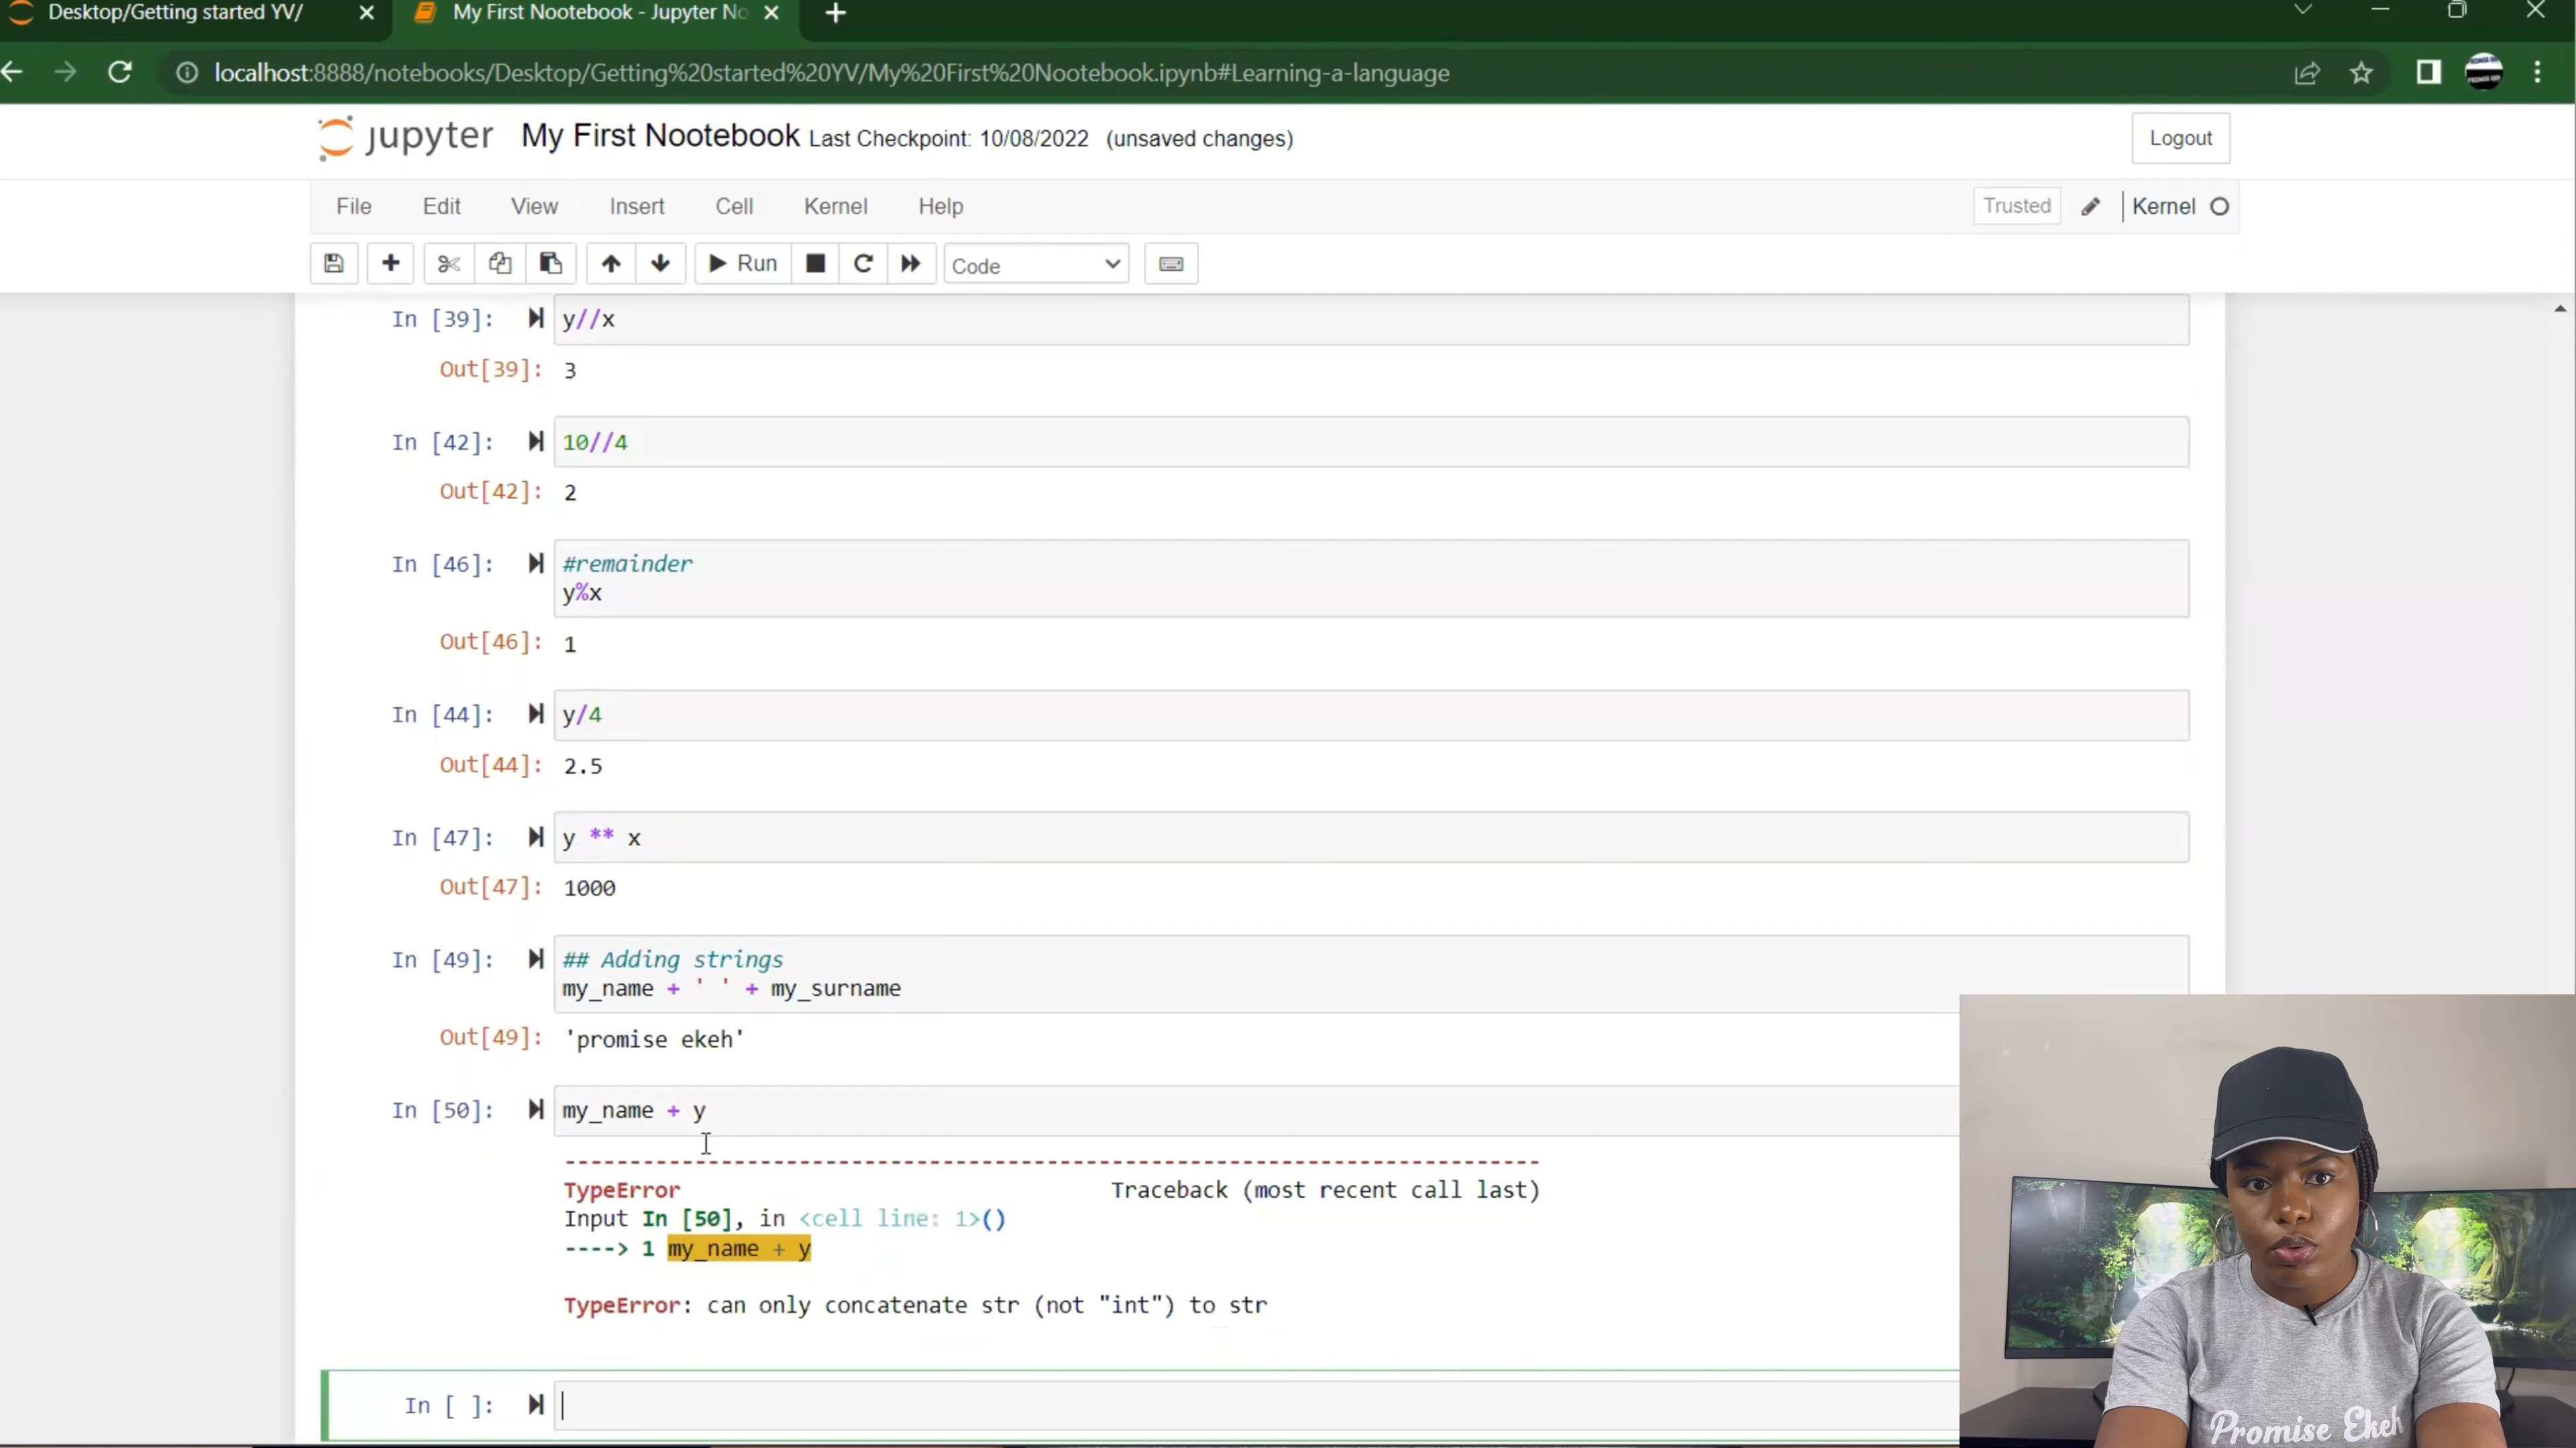 Desktop/Getting started YV/
My First Nootebook - Jupyter No
localhost:8888/notebooks/Desktop/Getting%20started%20YV/My%20First%20Nootebook.ipynb#Learning-a-language
jupyter My First Nootebook Last Checkpoint: 10/08/2022 (unsaved changes)
Logout
File Edit View Insert Cell Kernel Help
Trusted
Kernel
Run
Code
In [39]: y//x
Out[39]: 3
In [42]: 10//4
Out[42]: 2
In [46]: #remainder
y%x
Out[46]: 1
In [44]: y/4
Out[44]: 2.5
In [47]: y ** x
Out[47]: 1000
In [49]: ## Adding strings
my_name + ' ' + my_surname
Out[49]: 'promise ekeh'
In [50]: my_name + y
---------------------------------------------------------------------------
TypeError Traceback (most recent call last)
Input In [50], in <cell line: 1>()
----> 1 my_name + y
TypeError: can only concatenate str (not "int") to str
In [ ]:
Promise Ekeh